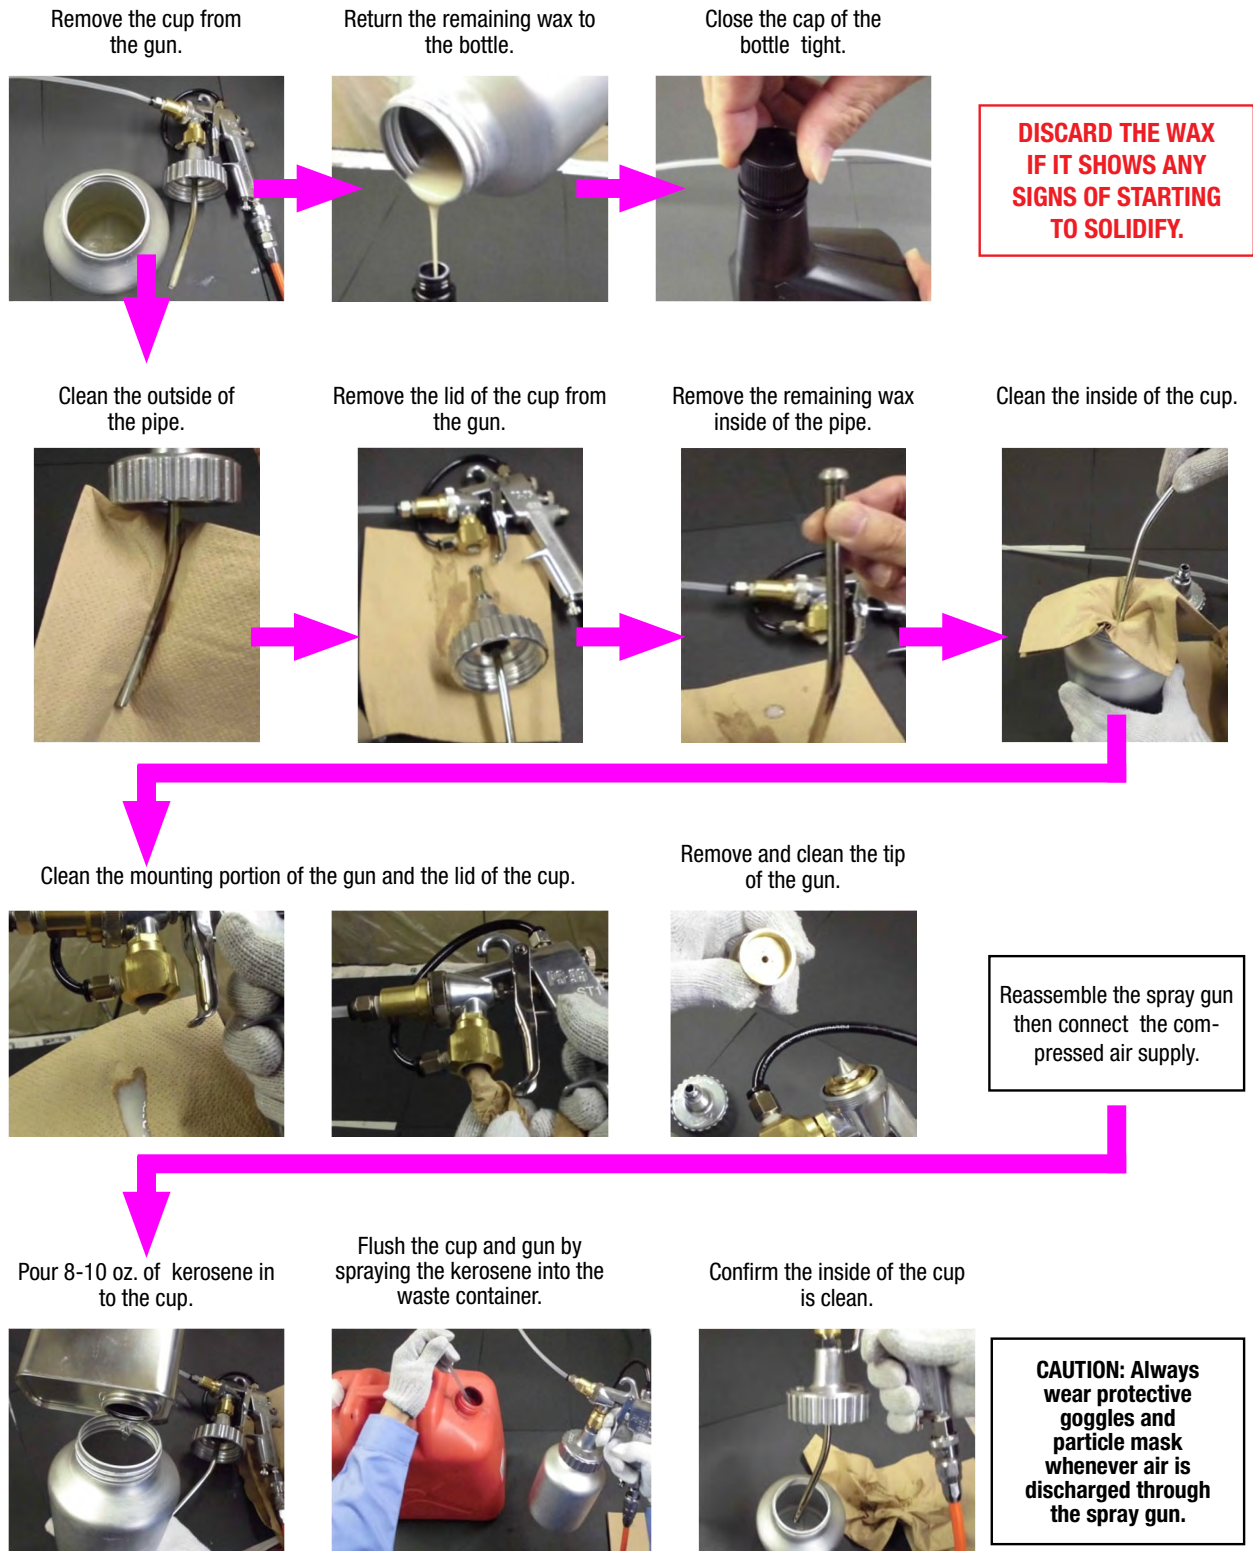 Remove the cup from
the gun.
Return the remaining wax to
the bottle.
Close the cap of the
bottle tight.
DISCARD THE WAX
IF IT SHOWS ANY
SIGNS OF STARTING
TO SOLIDIFY.
Clean the outside of
the pipe.
Remove the lid of the cup from
the gun.
Remove the remaining wax
inside of the pipe.
Clean the inside of the cup.
Clean the mounting portion of the gun and the lid of the cup.
Remove and clean the tip
of the gun.
Reassemble the spray gun
then connect the com-
pressed air supply.
Pour 8-10 oz. of kerosene in
to the cup.
Flush the cup and gun by
spraying the kerosene into the
waste container.
Confirm the inside of the cup
is clean.
CAUTION: Always
wear protective
goggles and
particle mask
whenever air is
discharged through
the spray gun.